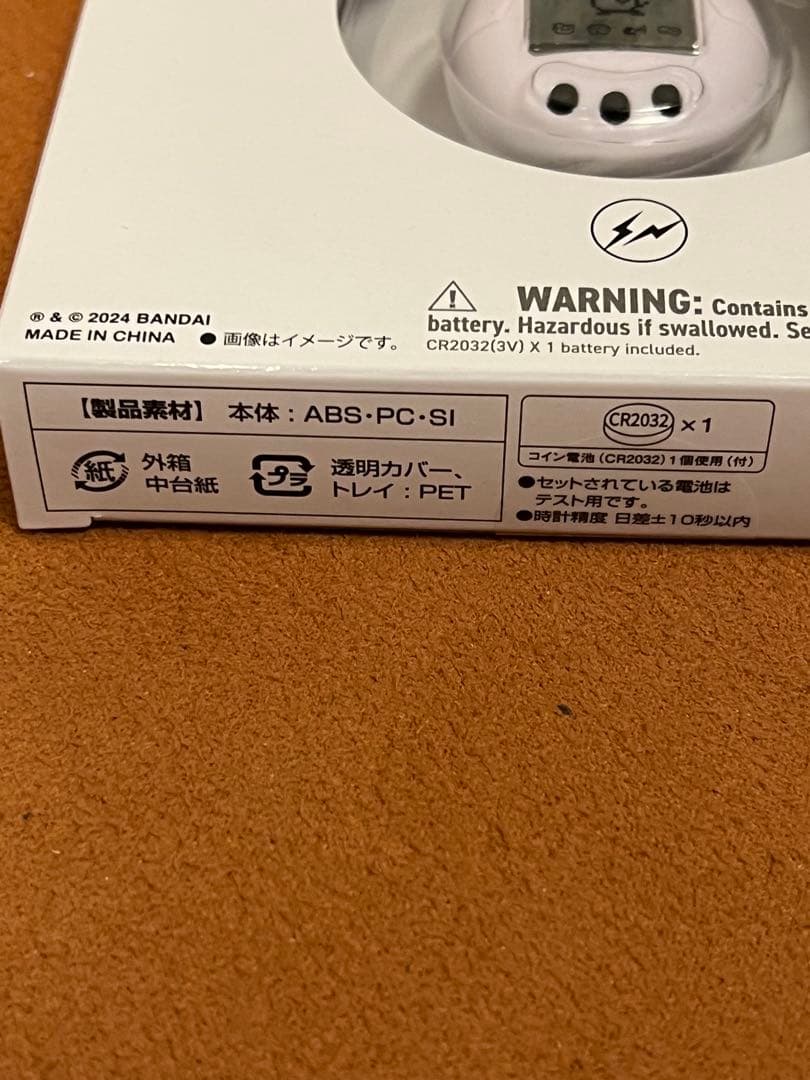 ® & © 2024 BANDAI
MADE IN CHINA ● 画像はイメージです。
⚠ WARNING: Contains
battery. Hazardous if swallowed. Se
CR2032(3V) X 1 battery included.
【製品素材】 本体：ABS・PC・SI
紙 外箱
中台紙
プラ 透明カバー、
トレイ：PET
CR2032 ×1
コイン電池（CR2032）1個使用（付）
●セットされている電池は
テスト用です。
●時計精度 日差±10秒以内